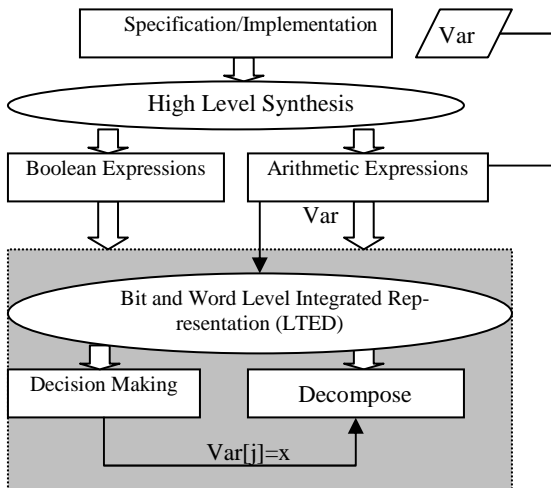 Specification/Implementation
Var
High Level Synthesis
Boolean Expressions
Arithmetic Expressions
Var
Bit and Word Level Integrated Rep-
resentation (LTED)
Decision Making
Decompose
Var[j]=x